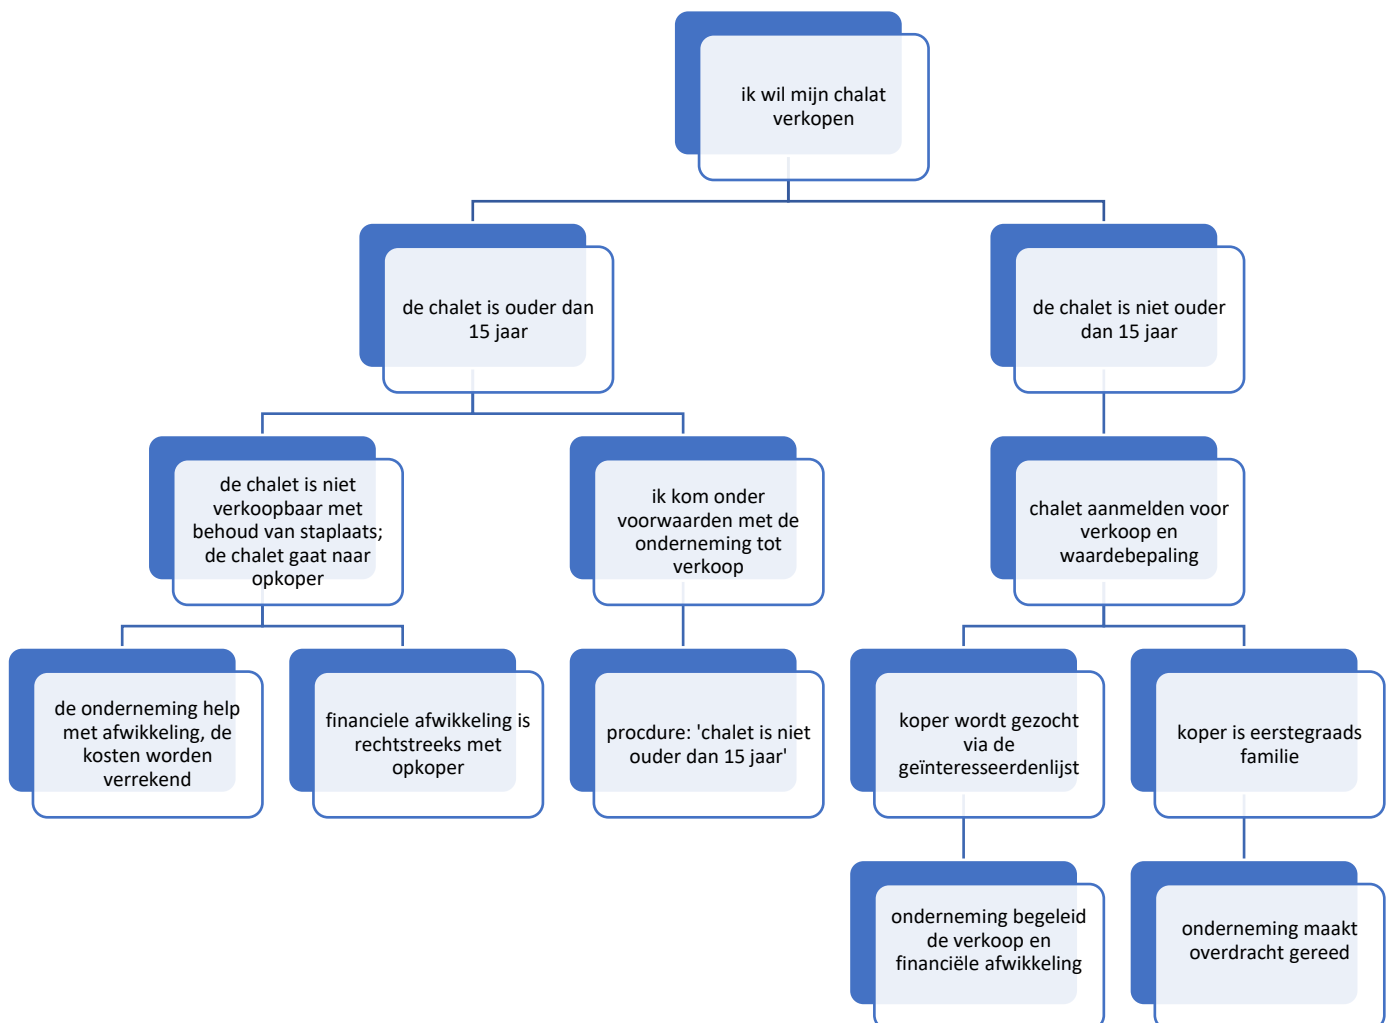 ik wil mijn chalat
verkopen
de chalet is ouder dan
15 jaar
de chalet is niet ouder
dan 15 jaar
de chalet is niet
verkoopbaar met
behoud van staplaats;
de chalet gaat naar
opkoper
ik kom onder
voorwaarden met de
onderneming tot
verkoop
chalet aanmelden voor
verkoop en
waardebepaling
de onderneming help
met afwikkeling, de
kosten worden
verrekend
financiele afwikkeling is
rechtstreeks met
opkoper
procdure: 'chalet is niet
ouder dan 15 jaar'
koper wordt gezocht
via de
geïnteresseerdenlijst
koper is eerstegraads
familie
onderneming begeleid
de verkoop en
financiële afwikkeling
onderneming maakt
overdracht gereed